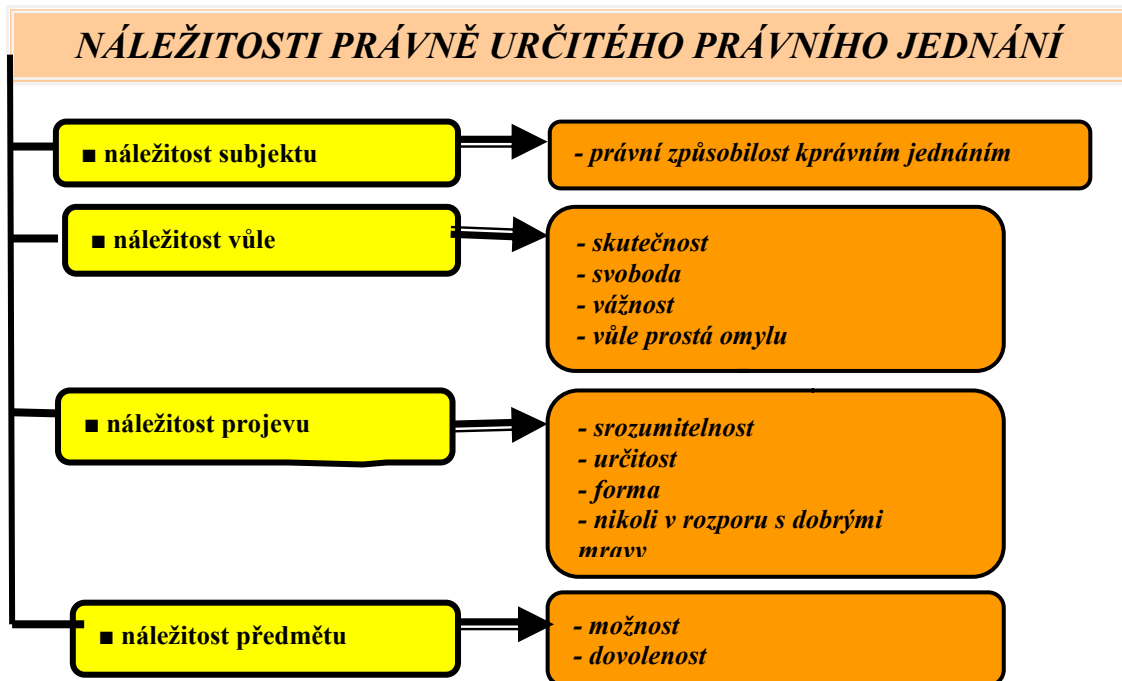 NÁLEŽITOSTI PRÁVNĚ URČITÉHO PRÁVNÍHO JEDNÁNÍ
■ náležitost subjektu
- právní způsobilost kprávním jednáním
■ náležitost vůle
- skutečnost
- svoboda
- vážnost
- vůle prostá omylu
■ náležitost projevu
- srozumitelnost
- určitost
- forma
- nikoli v rozporu s dobrými
mravy
■ náležitost předmětu
- možnost
- dovolenost